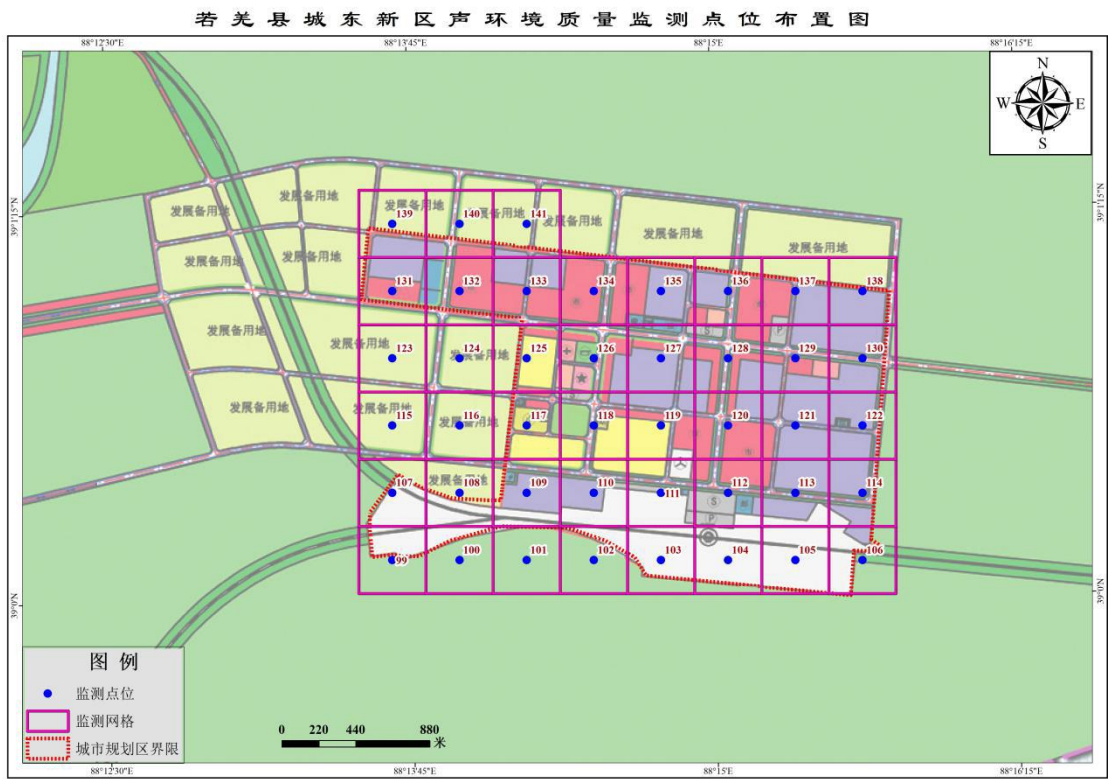 若羌县城东新区声环境质量监测点位布置图
88°12'30"E 88°13'45"E 88°15'E 88°16'15"E
N
W E
S
39°1'15"N 39°1'15"N
发展备用地 发展备用地 发展备用地 发展备用地 发展备用地 发展备用地 发展备用地
139 140 141
发展备用地 发展备用地
131 132 133 134 135 136 137 138
S P
发展备用地 发展备用地
123 124 125 126 127 128 129 130
发展备用地 发展备用地 发展备用地
115 116 117 118 119 120 121 122
发展备用地
107 108 109 110 111 112 113 114
S
P
99 100 101 102 103 104 105 106
39°0'N 39°0'N
图 例
监测点位
监测网格
城市规划区界限
0 220 440 880
米
88°12'30"E 88°13'45"E 88°15'E 88°16'15"E